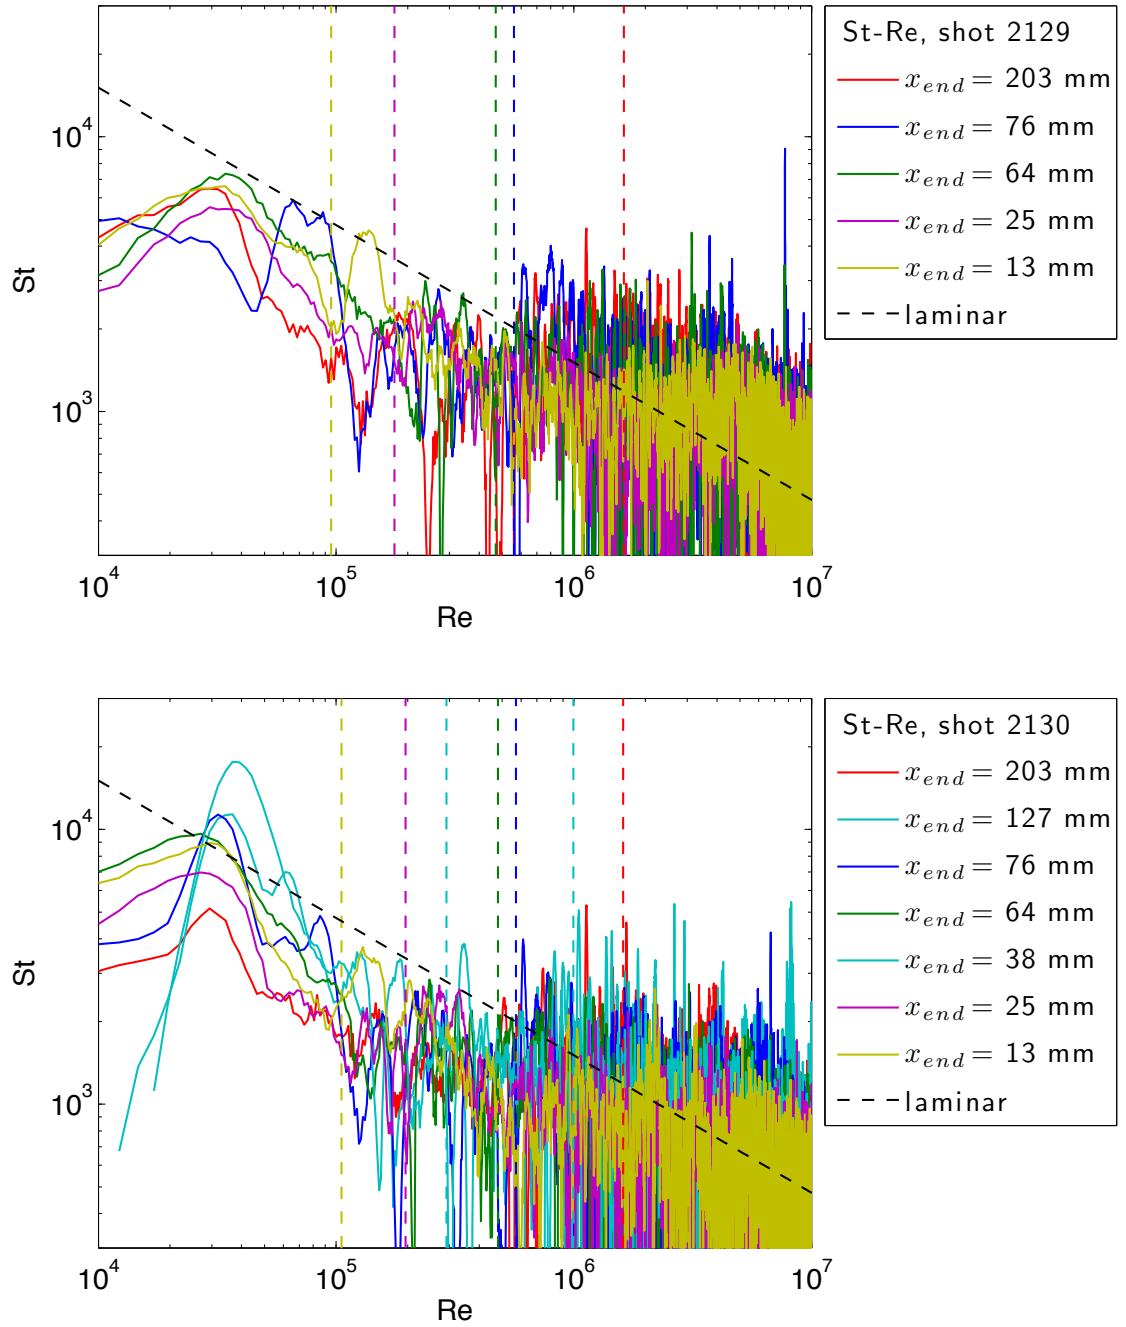 St-Re, shot 2129
x_end = 203 mm
x_end = 76 mm
x_end = 64 mm
x_end = 25 mm
x_end = 13 mm
laminar
10^4
10^3
St
10^4 10^5 10^6 10^7
Re
St-Re, shot 2130
x_end = 203 mm
x_end = 127 mm
x_end = 76 mm
x_end = 64 mm
x_end = 38 mm
x_end = 25 mm
x_end = 13 mm
laminar
10^4
10^3
St
10^4 10^5 10^6 10^7
Re